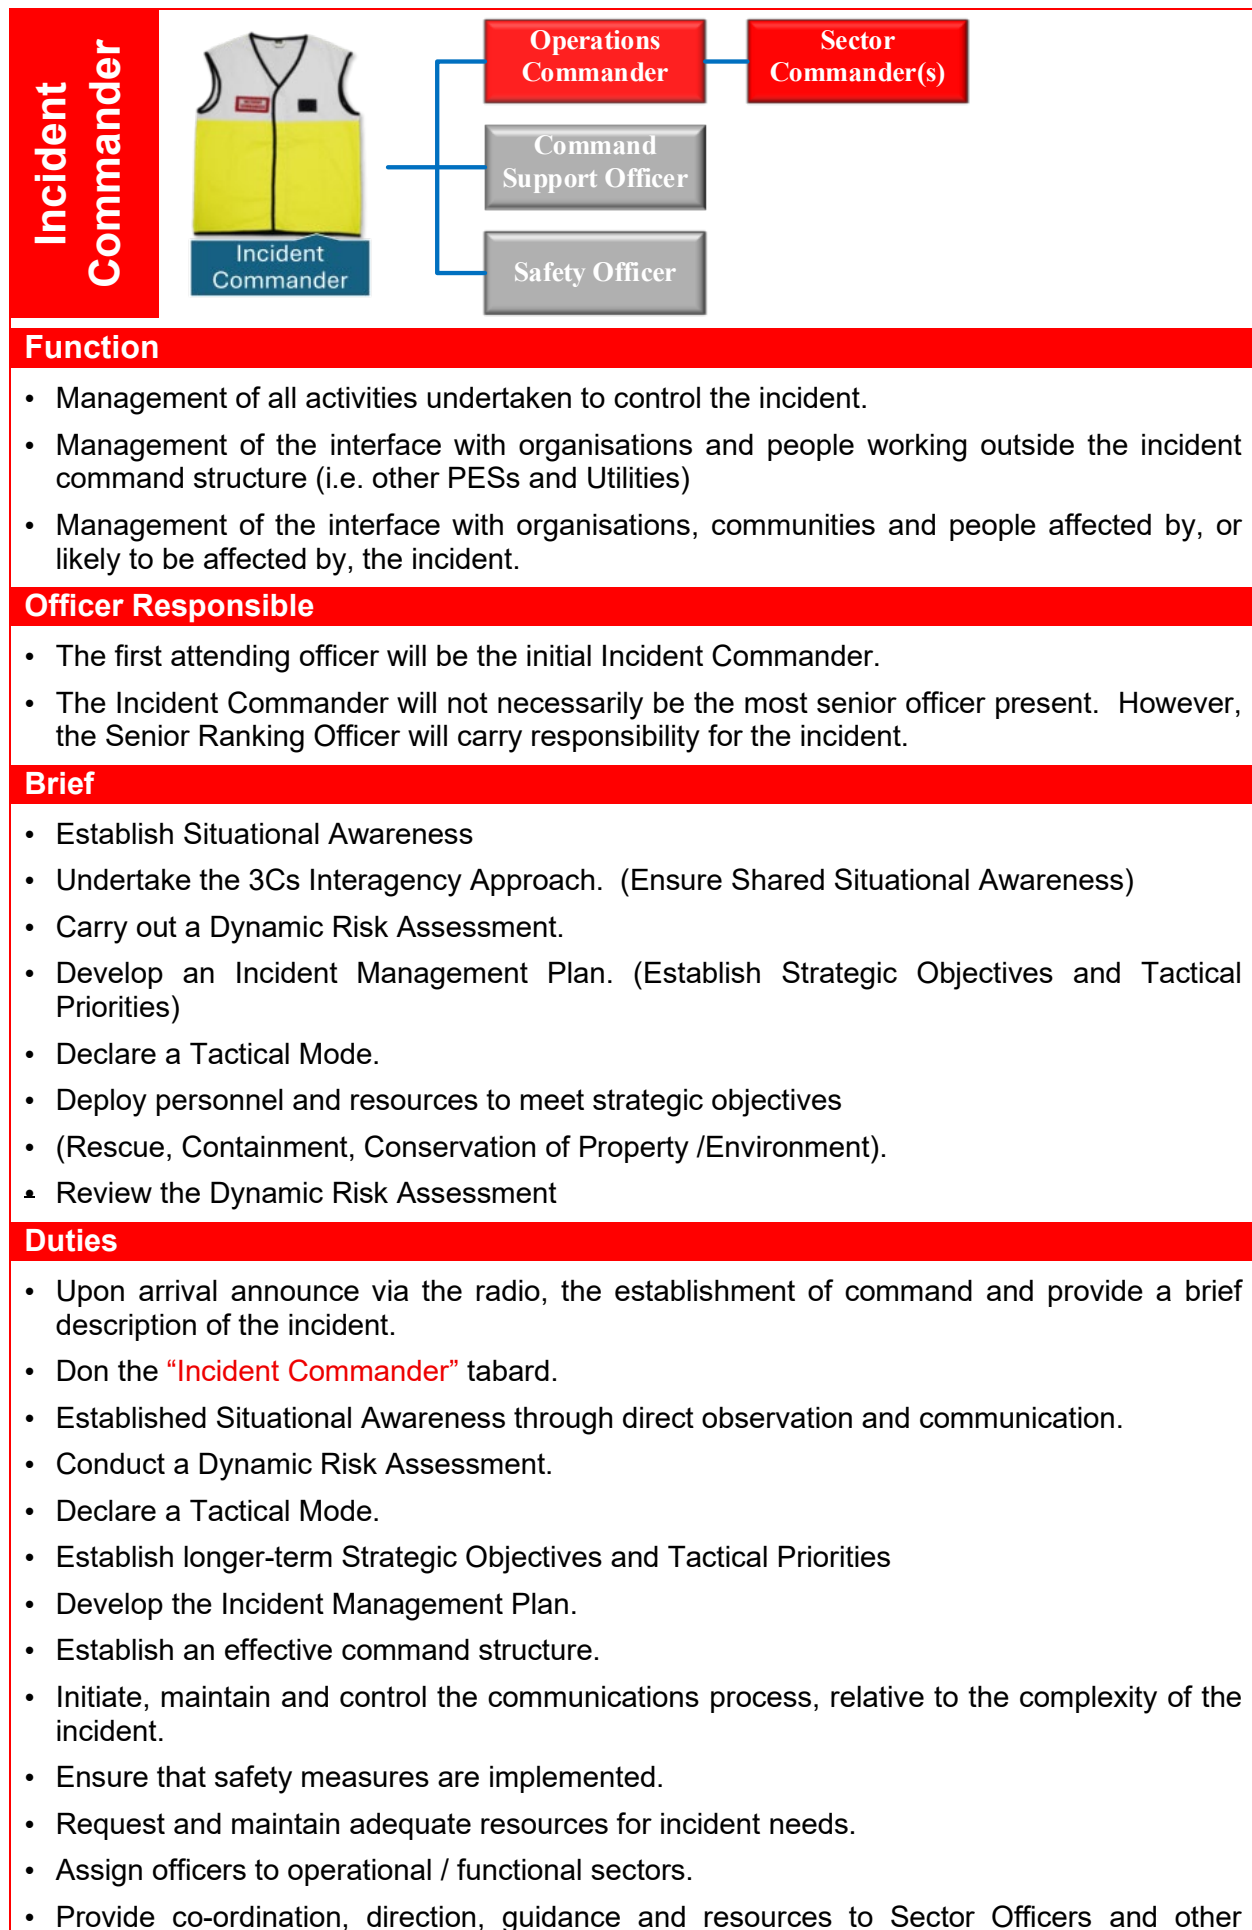 Incident
Commander
Incident
Commander
Operations
Commander
Sector
Commander(s)
Command
Support Officer
Safety Officer
Function
• Management of all activities undertaken to control the incident.
• Management of the interface with organisations and people working outside the incident
command structure (i.e. other PESs and Utilities)
• Management of the interface with organisations, communities and people affected by, or
likely to be affected by, the incident.
Officer Responsible
• The first attending officer will be the initial Incident Commander.
• The Incident Commander will not necessarily be the most senior officer present. However,
the Senior Ranking Officer will carry responsibility for the incident.
Brief
• Establish Situational Awareness
• Undertake the 3Cs Interagency Approach. (Ensure Shared Situational Awareness)
• Carry out a Dynamic Risk Assessment.
• Develop an Incident Management Plan. (Establish Strategic Objectives and Tactical
Priorities)
• Declare a Tactical Mode.
• Deploy personnel and resources to meet strategic objectives
• (Rescue, Containment, Conservation of Property /Environment).
• Review the Dynamic Risk Assessment
Duties
• Upon arrival announce via the radio, the establishment of command and provide a brief
description of the incident.
• Don the “Incident Commander” tabard.
• Established Situational Awareness through direct observation and communication.
• Conduct a Dynamic Risk Assessment.
• Declare a Tactical Mode.
• Establish longer-term Strategic Objectives and Tactical Priorities
• Develop the Incident Management Plan.
• Establish an effective command structure.
• Initiate, maintain and control the communications process, relative to the complexity of the
incident.
• Ensure that safety measures are implemented.
• Request and maintain adequate resources for incident needs.
• Assign officers to operational / functional sectors.
• Provide co-ordination, direction, guidance and resources to Sector Officers and other